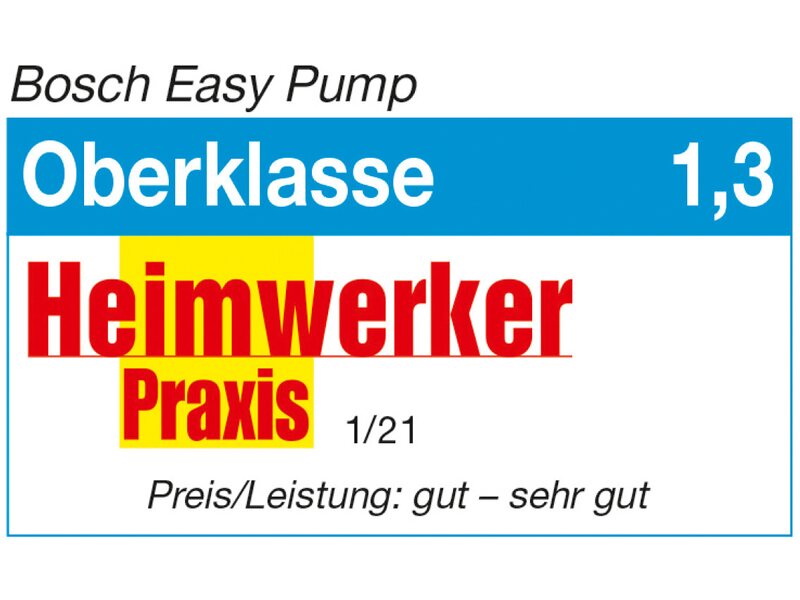 Bosch Easy Pump
Oberklasse 1,3
Heimwerker
Praxis 1/21
Preis/Leistung: gut – sehr gut